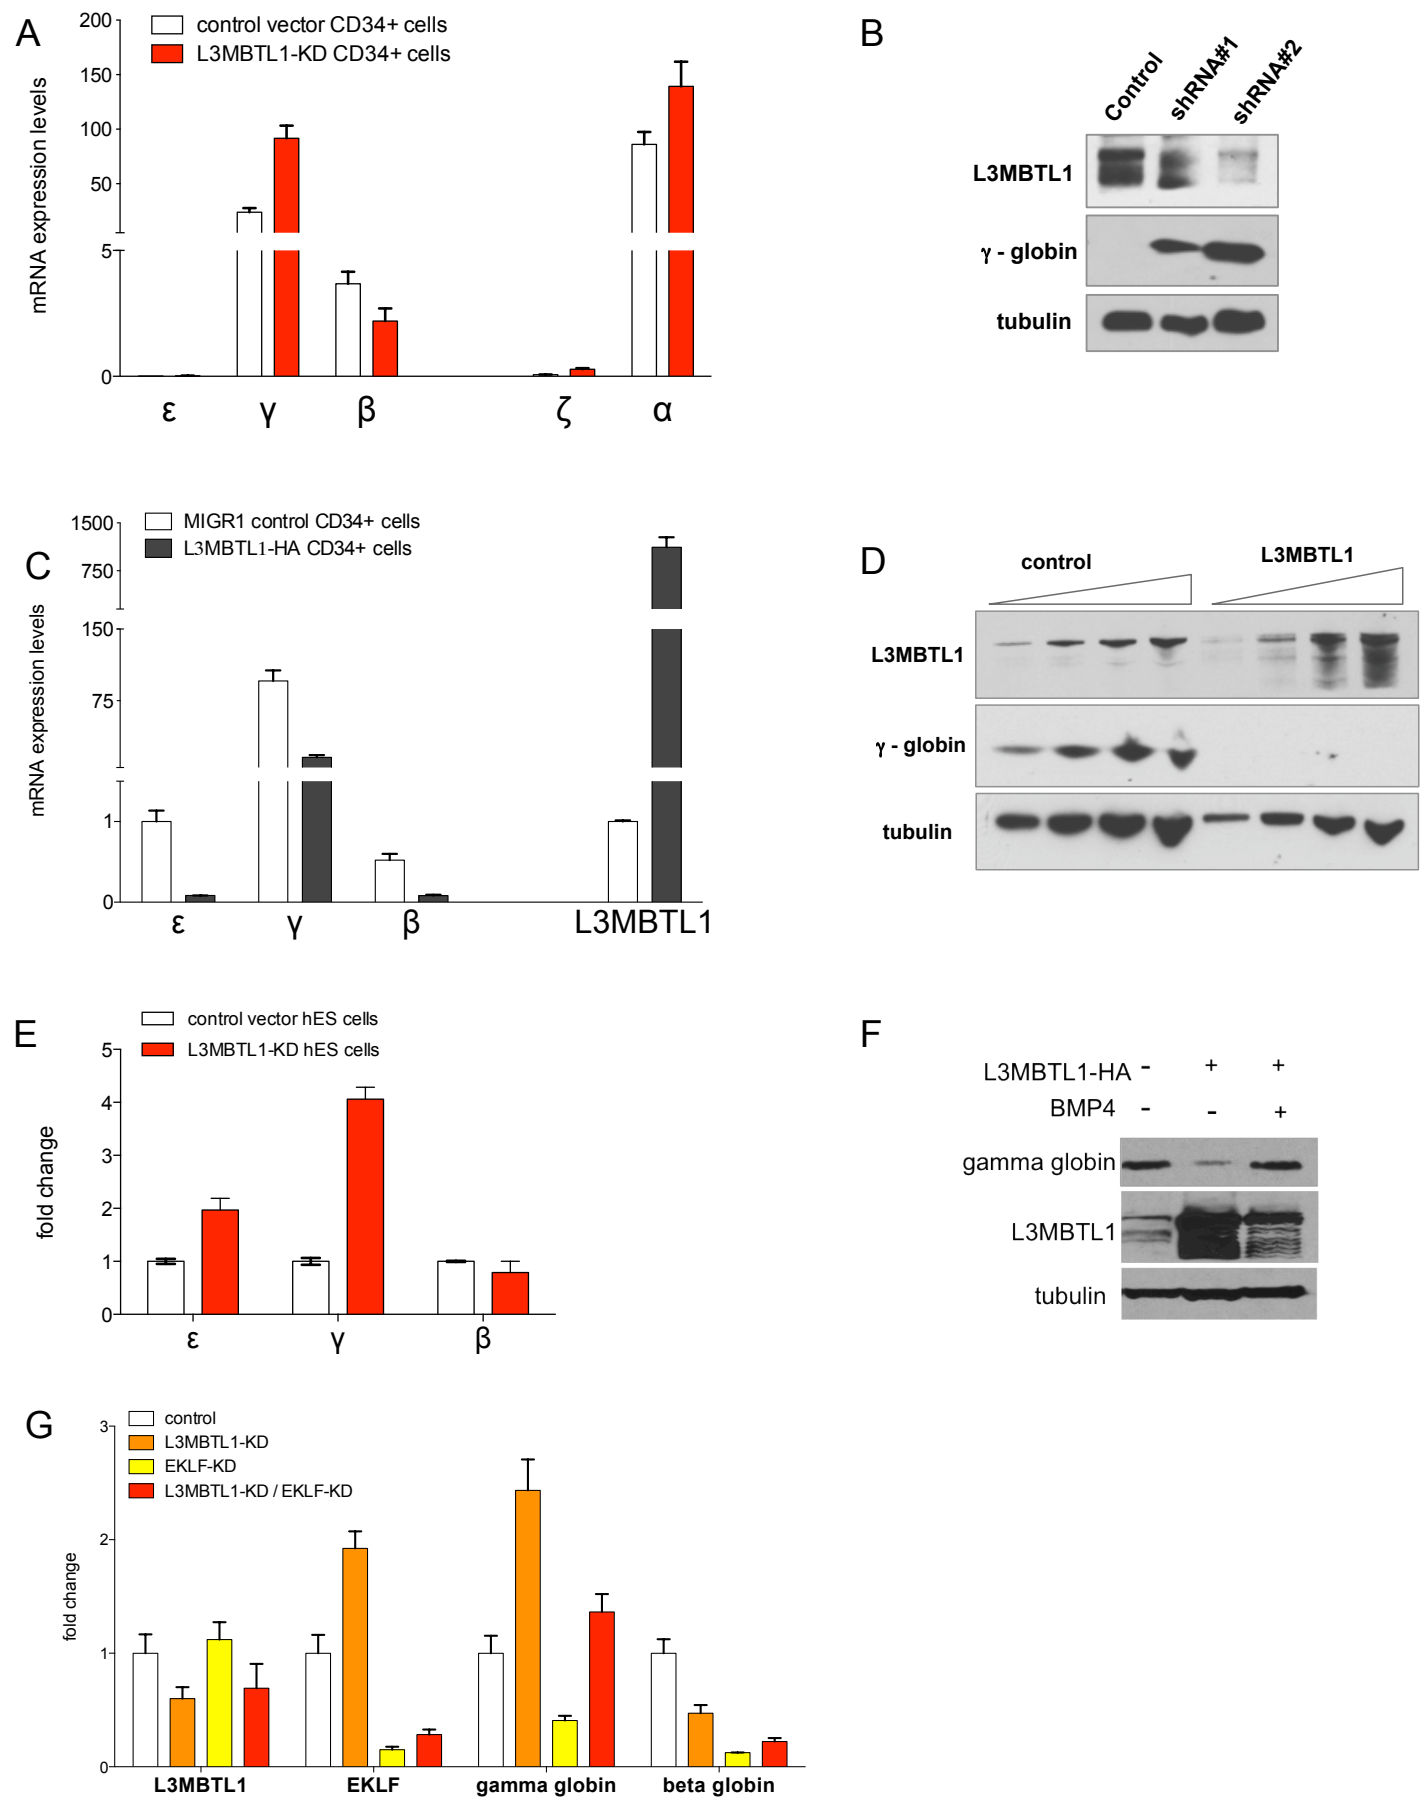 A
control vector CD34+ cells
L3MBTL1-KD CD34+ cells
mRNA expression levels
200
150
100
50
5
0
ε γ β ζ α
B
Control shRNA#1 shRNA#2
L3MBTL1
γ - globin
tubulin
C
MIGR1 control CD34+ cells
L3MBTL1-HA CD34+ cells
mRNA expression levels
1500
750
150
75
1
0
ε γ β L3MBTL1
D
control L3MBTL1
L3MBTL1
γ - globin
tubulin
E
control vector hES cells
L3MBTL1-KD hES cells
fold change
5
4
3
2
1
0
ε γ β
F
L3MBTL1-HA - + +
BMP4 - - +
gamma globin
L3MBTL1
tubulin
G
control
L3MBTL1-KD
EKLF-KD
L3MBTL1-KD / EKLF-KD
fold change
3
2
1
0
L3MBTL1 EKLF gamma globin beta globin